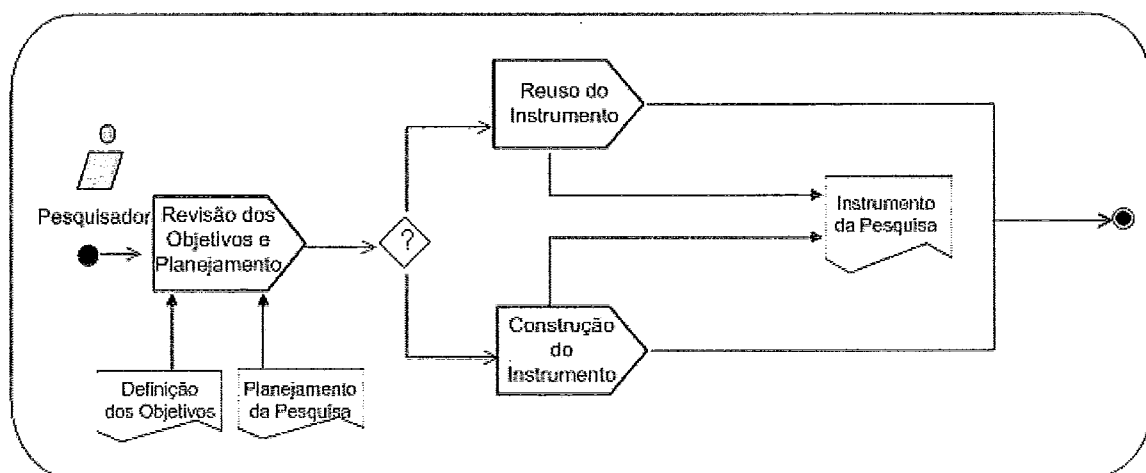 Pesquisador
Revisão dos
Objetivos e
Planejamento
?
Reuso do
Instrumento
Instrumento
da Pesquisa
Construção
do
Instrumento
Definição
dos Objetivos
Planejamento
da Pesquisa